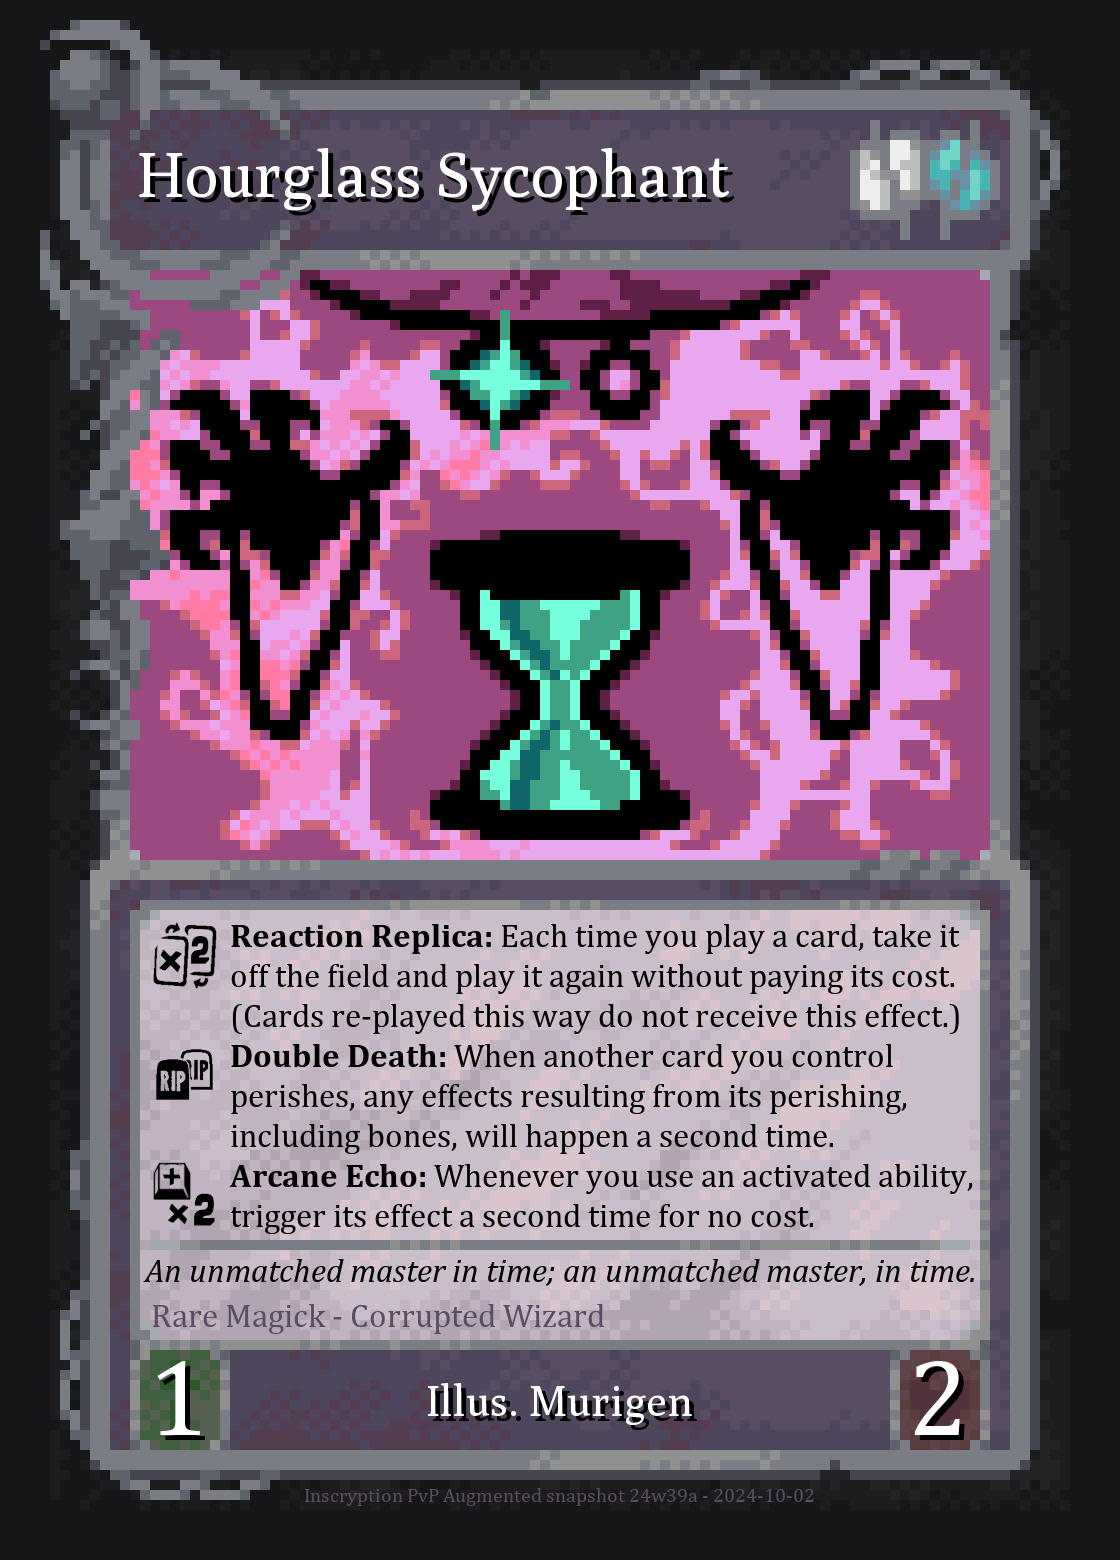 Hourglass Sycophant
Reaction Replica: Each time you play a card, take it
off the field and play it again without paying its cost.
(Cards re-played this way do not receive this effect.)
Double Death: When another card you control
perishes, any effects resulting from its perishing,
including bones, will happen a second time.
Arcane Echo: Whenever you use an activated ability,
trigger its effect a second time for no cost.
x2
RIP RIP
x2
An unmatched master in time; an unmatched master, in time.
Rare Magick - Corrupted Wizard
1 Illus. Murigen 2
Inscryption PvP Augmented snapshot 24w39a - 2024-10-02